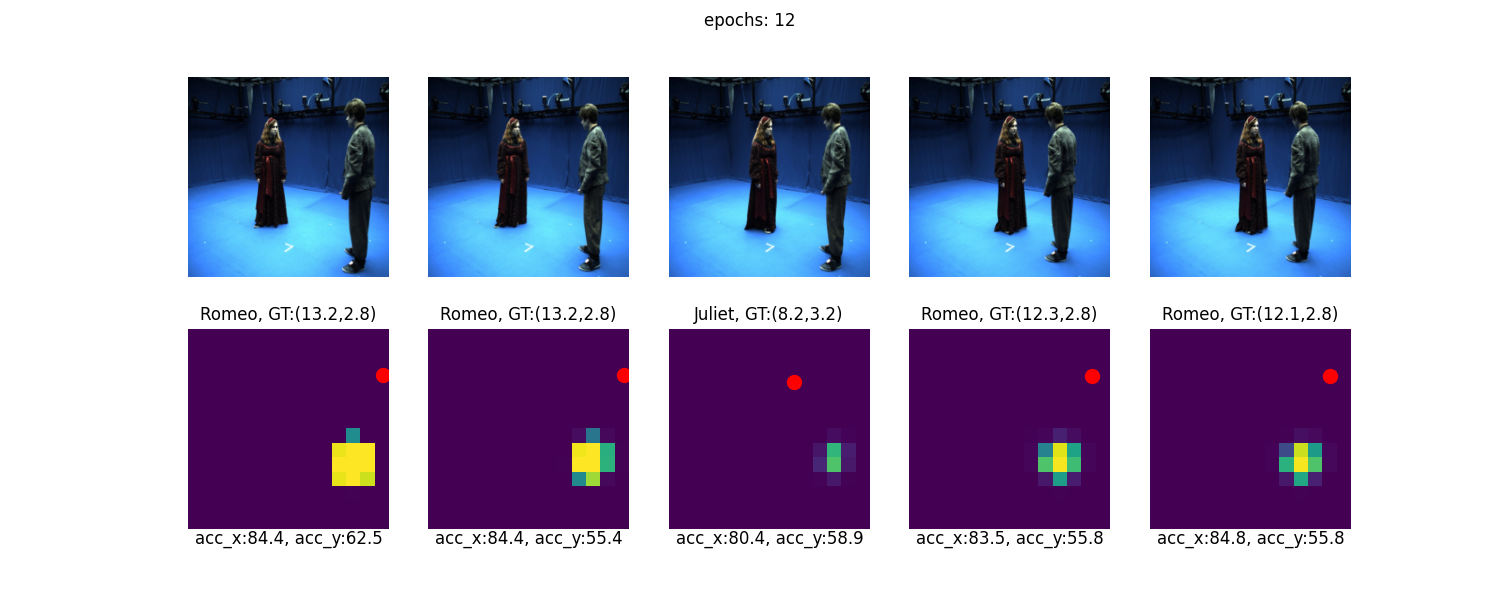 epochs: 12
Romeo, GT:(13.2,2.8)
Romeo, GT:(13.2,2.8)
Juliet, GT:(8.2,3.2)
Romeo, GT:(12.3,2.8)
Romeo, GT:(12.1,2.8)
acc_x:84.4, acc_y:62.5
acc_x:84.4, acc_y:55.4
acc_x:80.4, acc_y:58.9
acc_x:83.5, acc_y:55.8
acc_x:84.8, acc_y:55.8